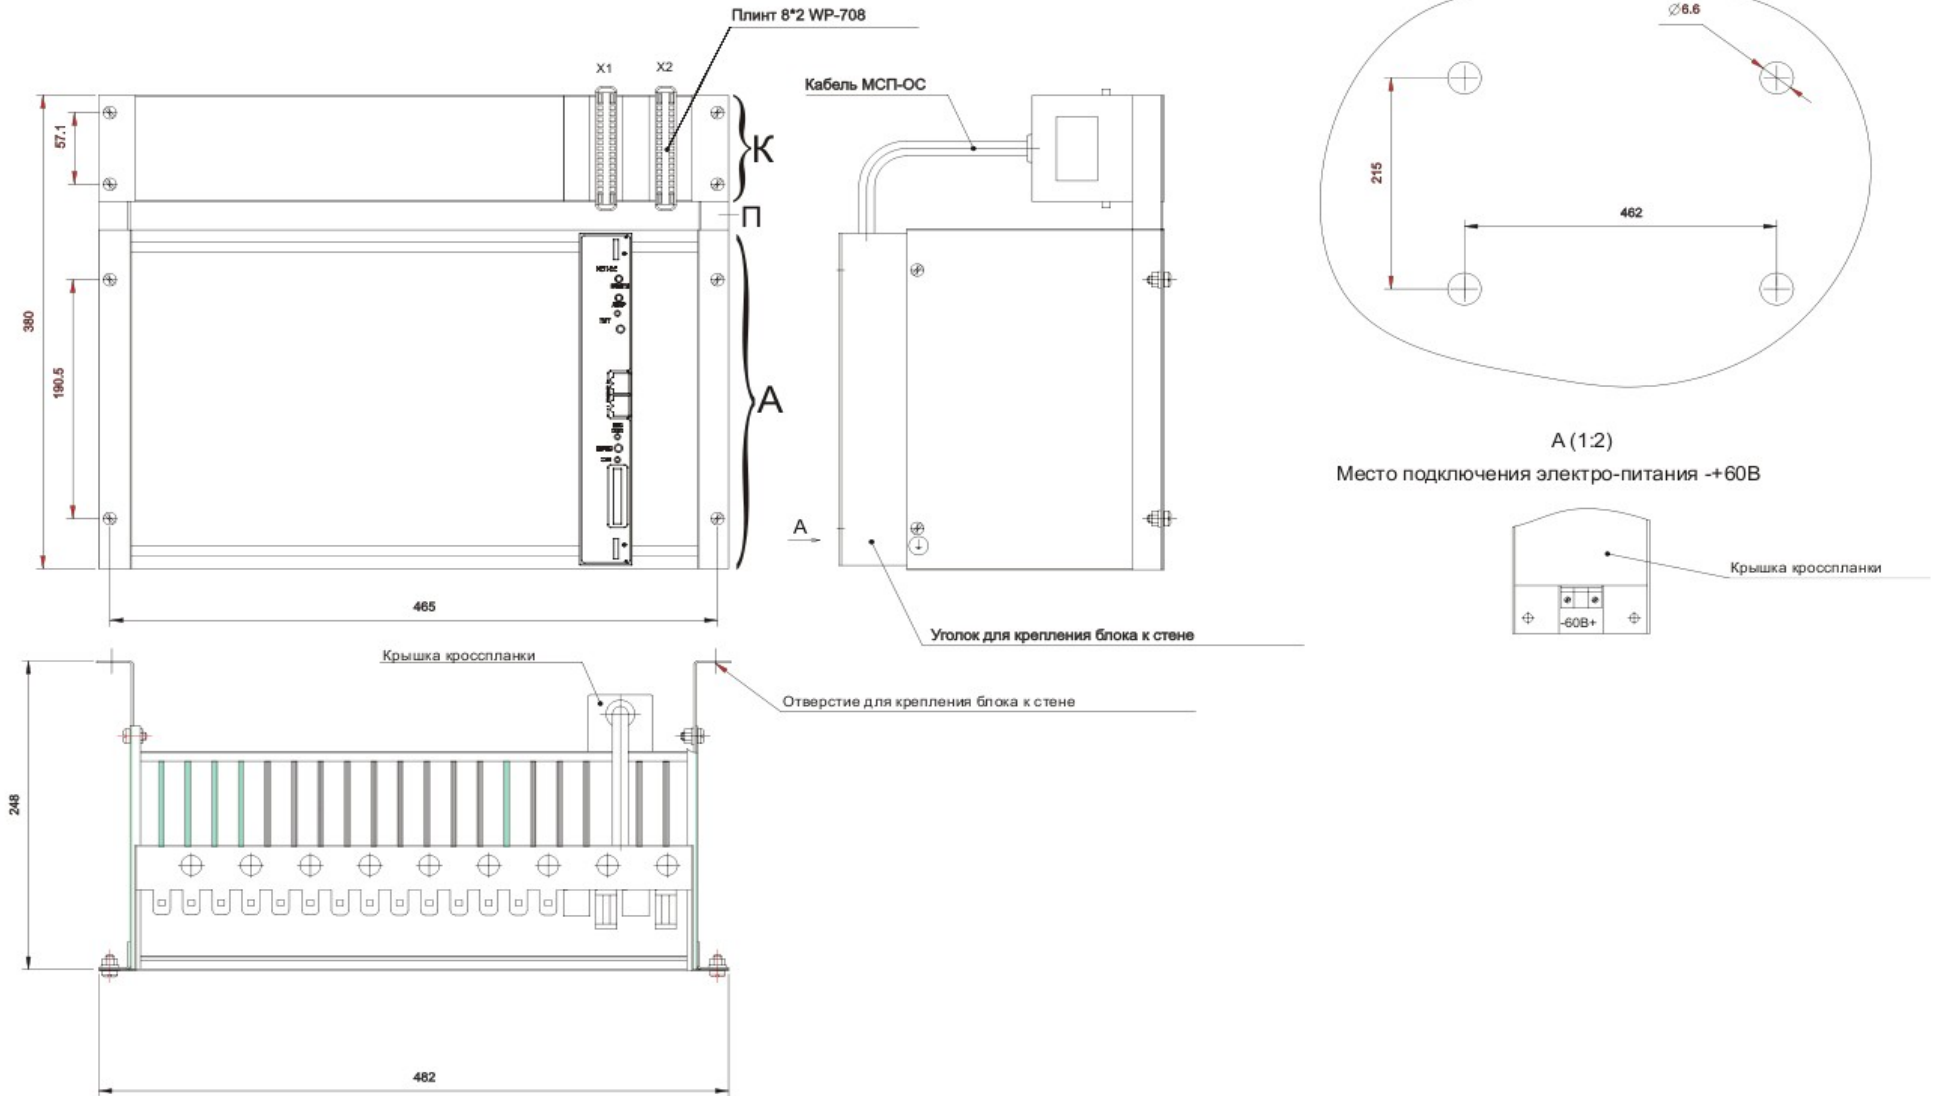 Плинт 8*2 WP-708
∅6.6
X1
X2
Кабель МСП-ОС
57.1
К
П
215
462
380
190.5
А
А (1:2)
Место подключения электро-питания -+60В
А
Крышка кросспланки
-60В+
465
Уголок для крепления блока к стене
Крышка кросспланки
Отверстие для крепления блока к стене
248
482